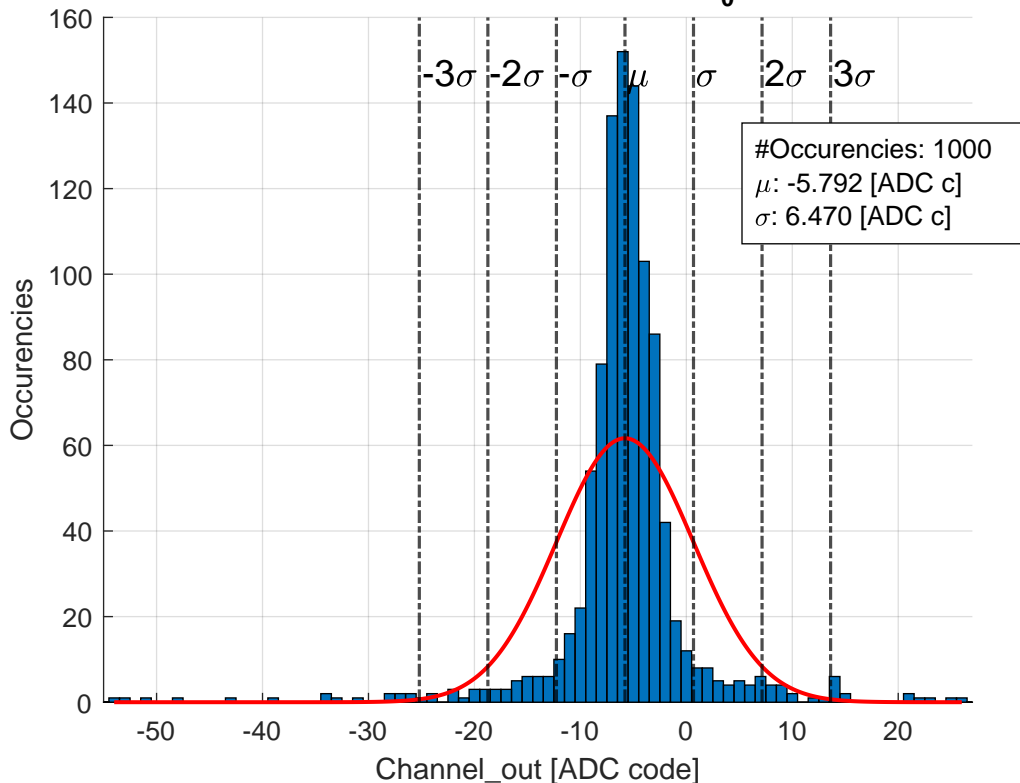 0
160
140
120
100
80
60
40
20
0
-3σ -2σ -σ μ σ 2σ 3σ
#Occurencies: 1000
μ: -5.792 [ADC c]
σ: 6.470 [ADC c]
Occurencies
-50 -40 -30 -20 -10 0 10 20
Channel_out [ADC code]